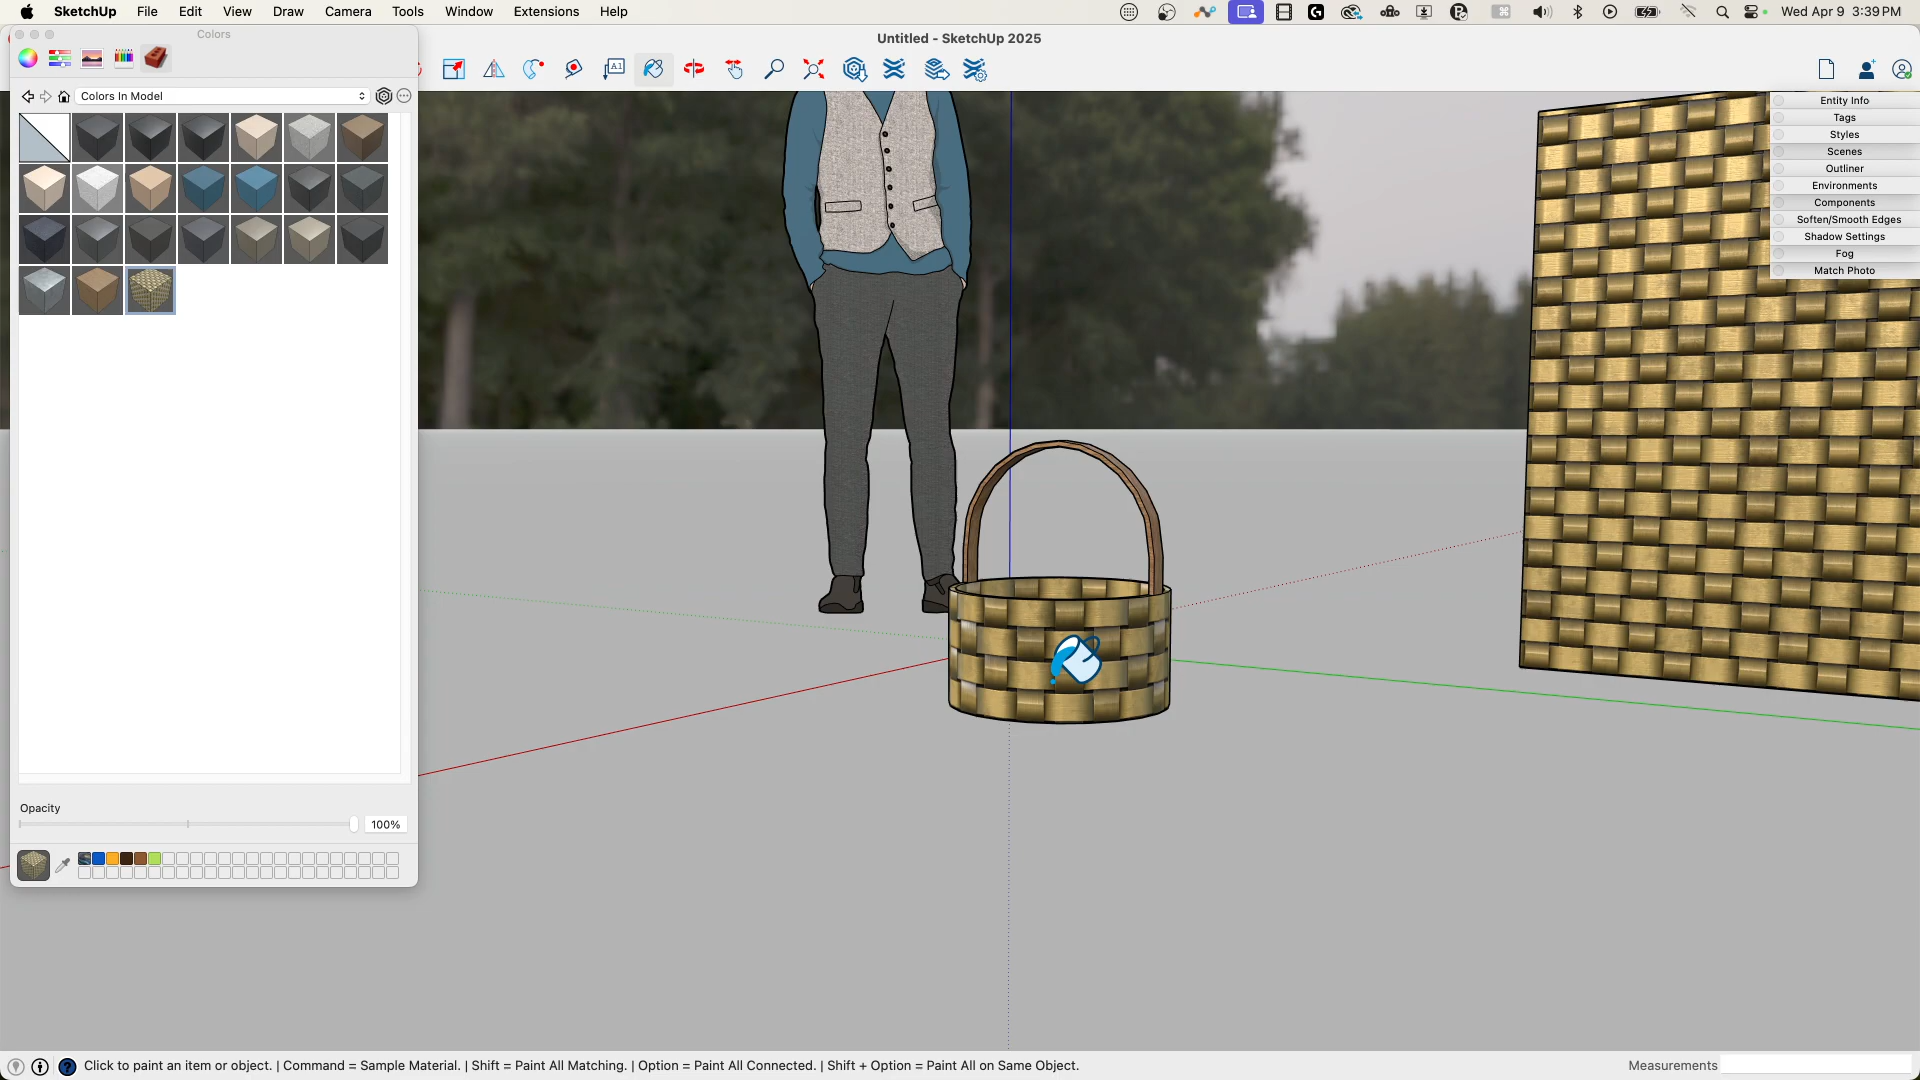 SketchUp File Edit View Draw Camera Tools Window Extensions Help Wed Apr 9 3:39 PM
Colors
Untitled - SketchUp 2025
A1
Colors In Model
Entity Info
Tags
Styles
Scenes
Outliner
Environments
Components
Soften/Smooth Edges
Shadow Settings
Fog
Match Photo
Opacity
100%
Click to paint an item or object. | Command = Sample Material. | Shift = Paint All Matching. | Option = Paint All Connected. | Shift + Option = Paint All on Same Object.
Measurements